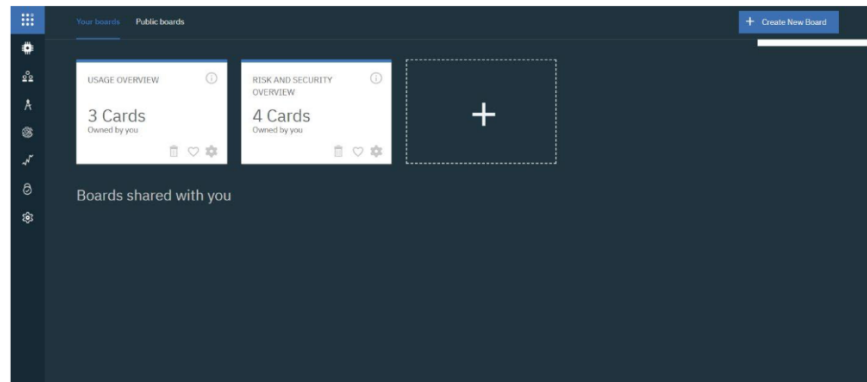 Your boards Public boards
+ Create New Board
USAGE OVERVIEW
3 Cards
Owned by you
RISK AND SECURITY
OVERVIEW
4 Cards
Owned by you
Boards shared with you